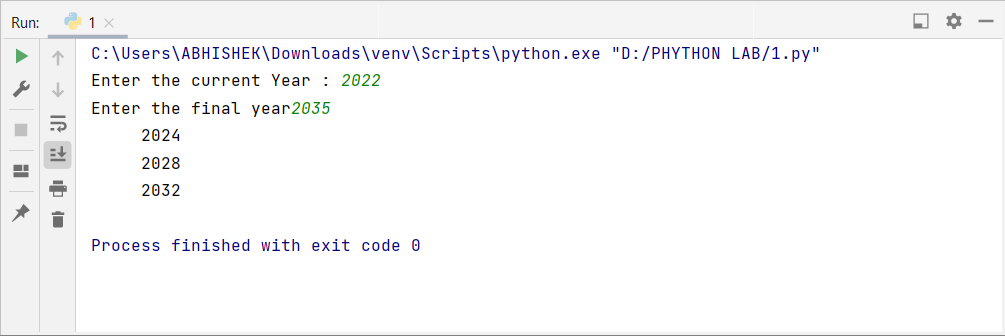 Run: 1
C:\Users\ABHISHEK\Downloads\venv\Scripts\python.exe "D:/PHYTHON LAB/1.py"
Enter the current Year : 2022
Enter the final year2035
2024
2028
2032
Process finished with exit code 0